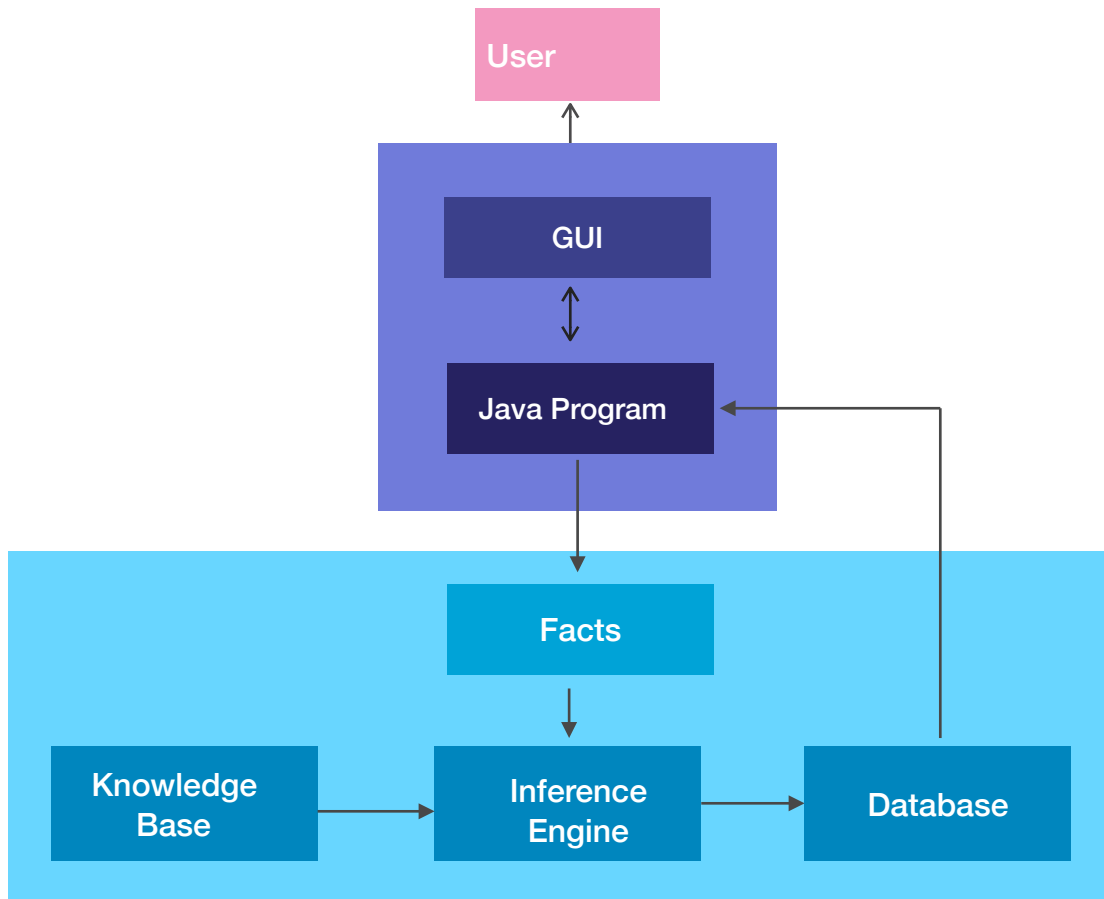 User
GUI
Java Program
Facts
Knowledge
Base
Inference
Engine
Database